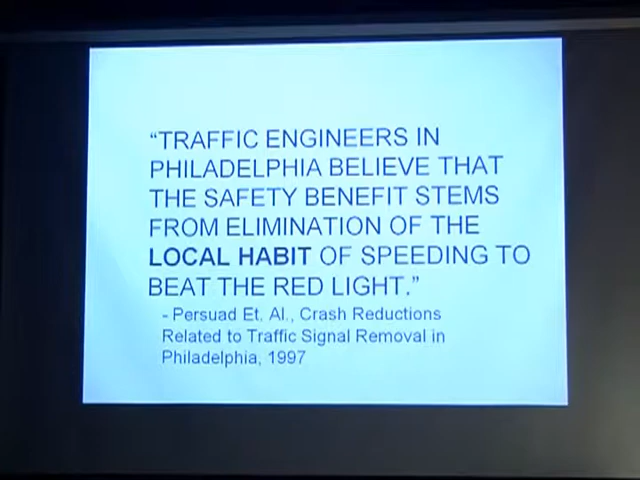 “TRAFFIC ENGINEERS IN
PHILADELPHIA BELIEVE THAT
THE SAFETY BENEFIT STEMS
FROM ELIMINATION OF THE
LOCAL HABIT OF SPEEDING TO
BEAT THE RED LIGHT.”
- Persuad Et. Al., Crash Reductions
Related to Traffic Signal Removal in
Philadelphia, 1997